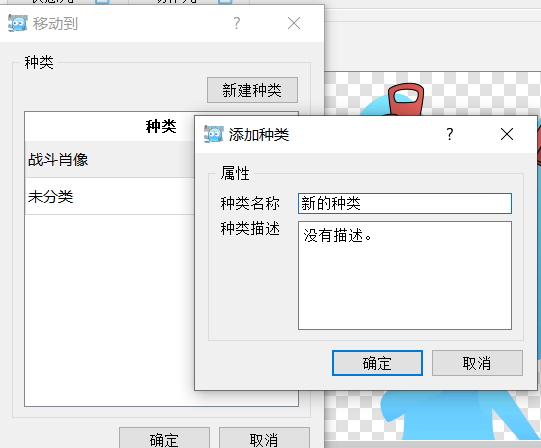 移动到
?
种类
新建种类
种类
战斗肖像
未分类
确定
取消
添加种类
?
属性
种类名称
新的种类
种类描述
没有描述。
确定
取消